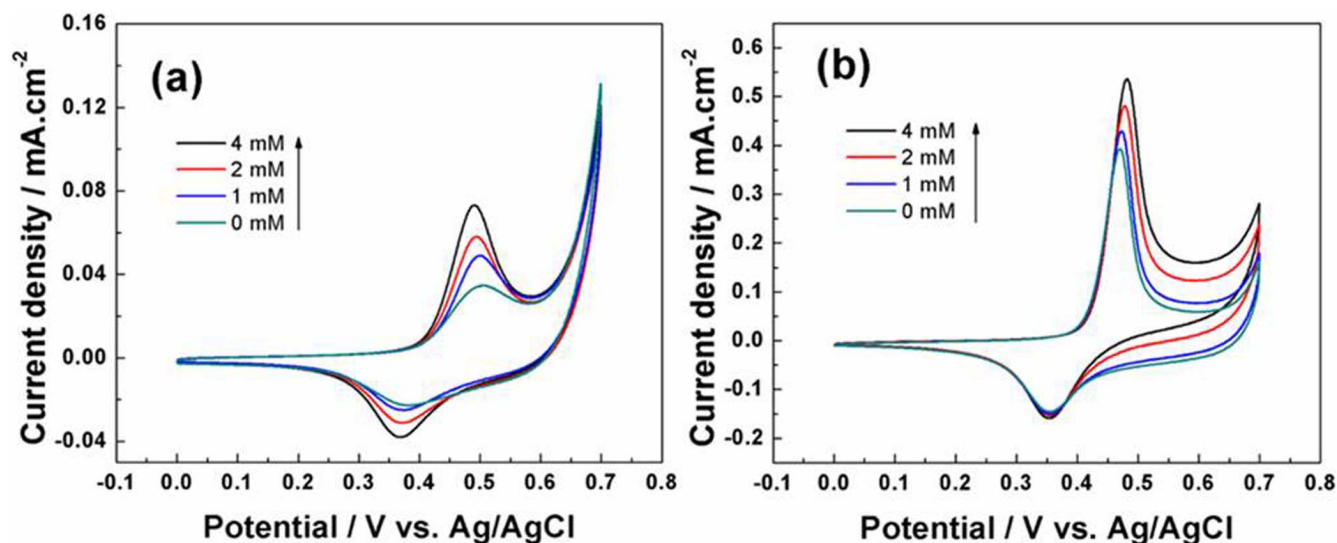 (a)
4 mM
2 mM
1 mM
0 mM
0.16
0.12
0.08
0.04
0.00
-0.04
-0.1 0.0 0.1 0.2 0.3 0.4 0.5 0.6 0.7 0.8
Current density / mA.cm-2
Potential / V vs. Ag/AgCl
(b)
4 mM
2 mM
1 mM
0 mM
0.6
0.5
0.4
0.3
0.2
0.1
0.0
-0.1
-0.2
-0.1 0.0 0.1 0.2 0.3 0.4 0.5 0.6 0.7 0.8
Current density / mA.cm-2
Potential / V vs. Ag/AgCl